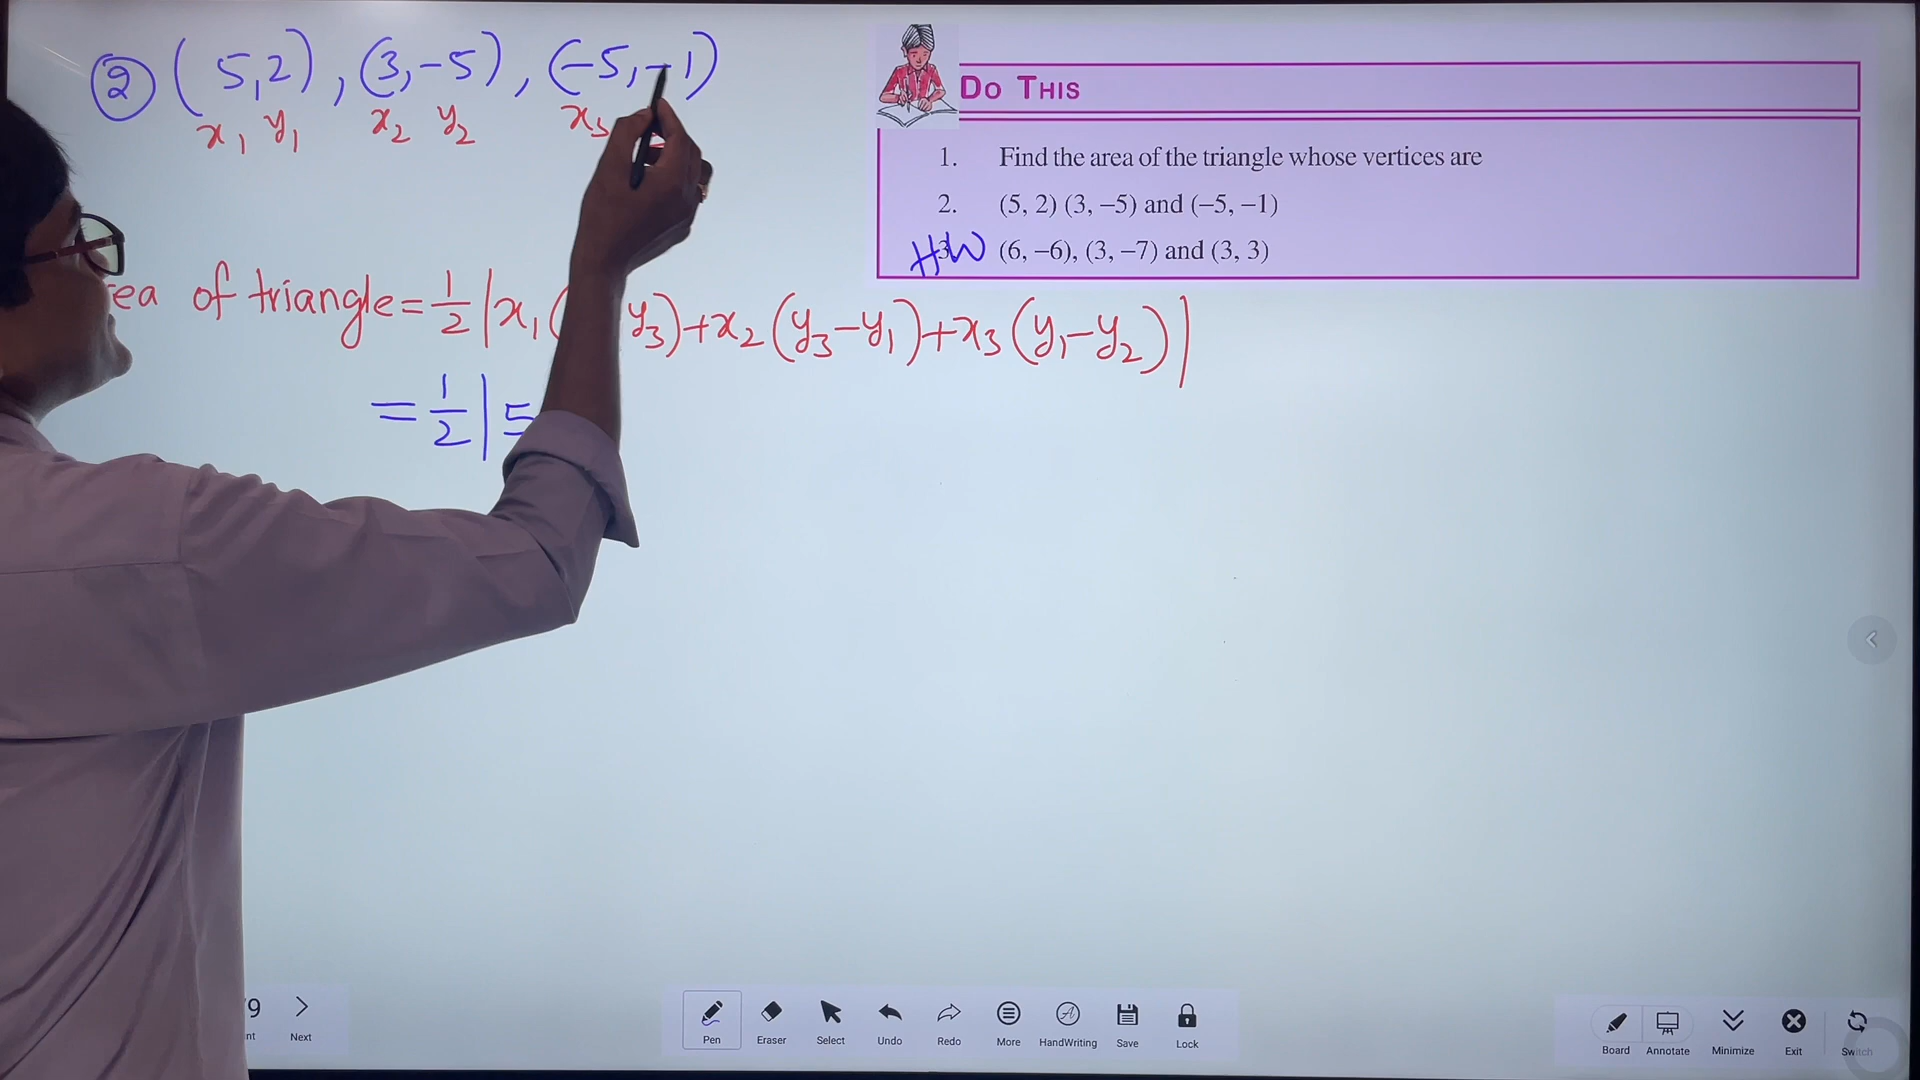 ② (5,2), (3,-5), (-5,-1)
x₁ y₁ x₂ y₂ x₃
DO THIS
1. Find the area of the triangle whose vertices are
2. (5, 2) (3, –5) and (–5, –1)
HW (6, –6), (3, –7) and (3, 3)
of triangle = 1/2 |x₁( y₃)+x₂(y₃-y₁)+x₃(y₁-y₂)|
= 1/2 | 5
9
Next
Pen Eraser Select Undo Redo More HandWriting Save Lock
Board Annotate Minimize Exit Switch